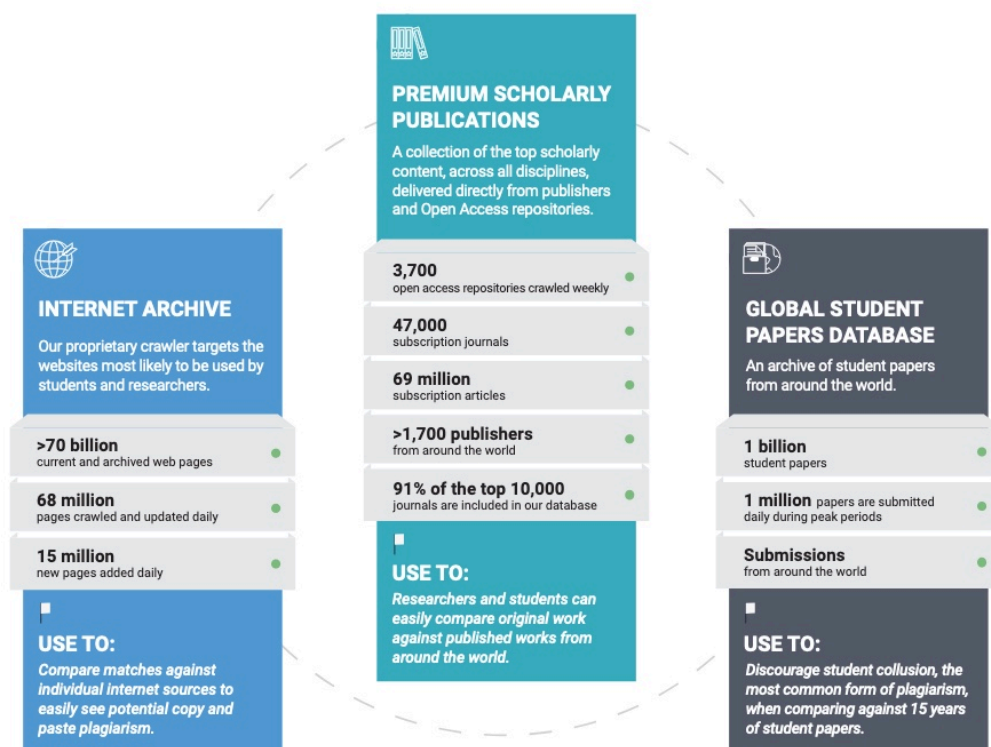 PREMIUM SCHOLARLY
PUBLICATIONS
A collection of the top scholarly
content, across all disciplines,
delivered directly from publishers
and Open Access repositories.
3,700
open access repositories crawled weekly
47,000
subscription journals
69 million
subscription articles
>1,700 publishers
from around the world
91% of the top 10,000
journals are included in our database
USE TO:
Researchers and students can
easily compare original work
against published works from
around the world.
INTERNET ARCHIVE
Our proprietary crawler targets the
websites most likely to be used by
students and researchers.
>70 billion
current and archived web pages
68 million
pages crawled and updated daily
15 million
new pages added daily
USE TO:
Compare matches against
individual internet sources to
easily see potential copy and
paste plagiarism.
GLOBAL STUDENT
PAPERS DATABASE
An archive of student papers
from around the world.
1 billion
student papers
1 million papers are submitted
daily during peak periods
Submissions
from around the world
USE TO:
Discourage student collusion, the
most common form of plagiarism,
when comparing against 15 years
of student papers.